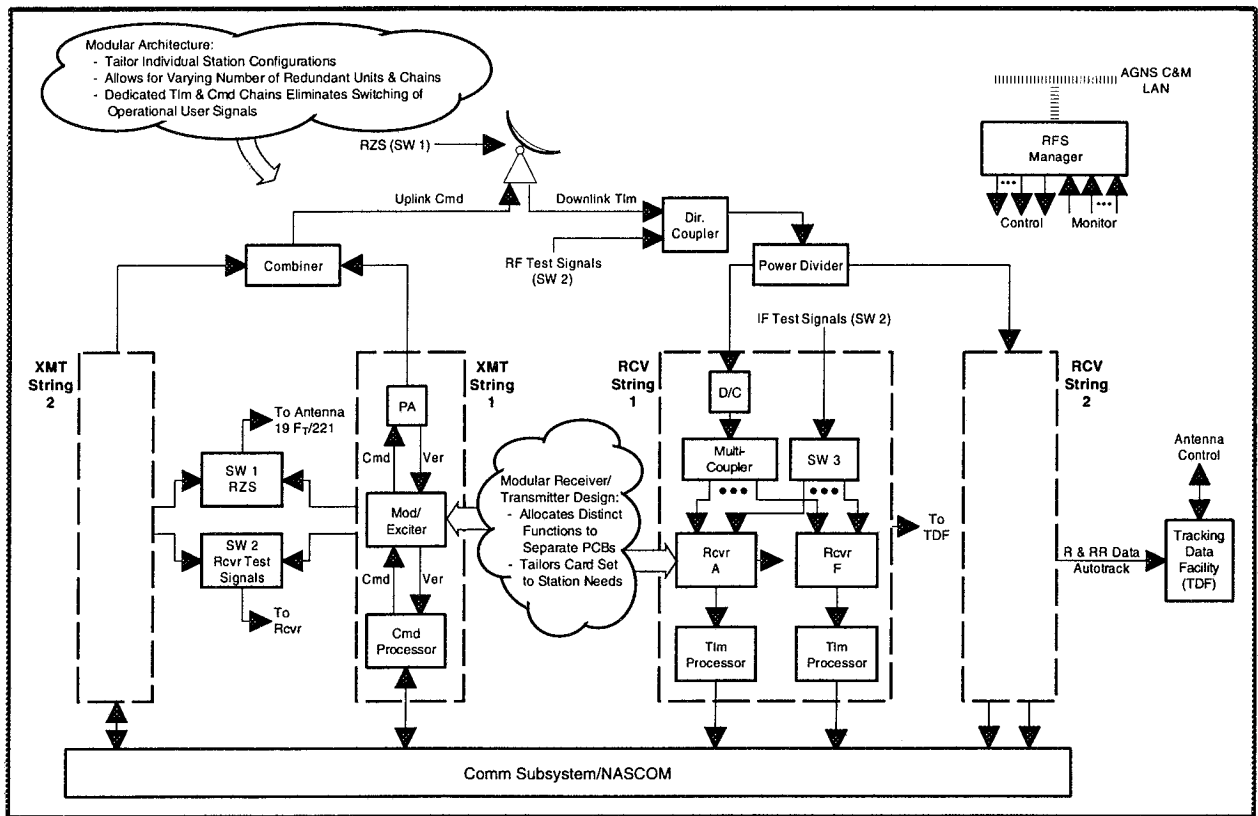 Modular Architecture:
- Tailor Individual Station Configurations
- Allows for Varying Number of Redundant Units & Chains
- Dedicated Tlm & Cmd Chains Eliminates Switching of
Operational User Signals
AGNS C&M
LAN
RZS (SW 1)
RFS
Manager
Control
Monitor
Uplink Cmd
Downlink Tlm
Dir.
Coupler
RF Test Signals
(SW 2)
Combiner
Power Divider
IF Test Signals (SW 2)
XMT
String
2
XMT
String
1
RCV
String
1
RCV
String
2
PA
D/C
To Antenna
19 FT/221
Cmd
Ver
Multi-
Coupler
SW 3
Antenna
Control
SW 1
RZS
Mod/
Exciter
SW 2
Rcvr Test
Signals
Modular Receiver/
Transmitter Design:
- Allocates Distinct
Functions to
Separate PCBs
- Tailors Card Set
to Station Needs
Rcvr
A
Rcvr
F
To
TDF
R & RR Data
Autotrack
Tracking
Data
Facility
(TDF)
Cmd
Ver
To
Rcvr
Cmd
Processor
Tlm
Processor
Tlm
Processor
Comm Subsystem/NASCOM